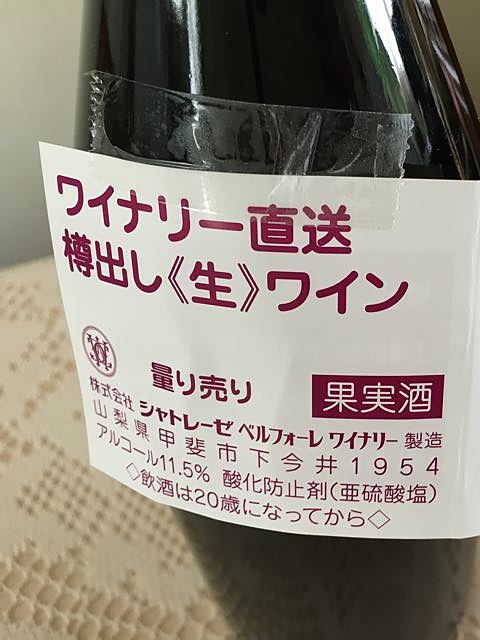 ワイナリー直送
樽出し《生》ワイン
量り売り
果実酒
株式会社 シャトレーゼ ベルフォーレ ワイナリー 製造
山梨県甲斐市下今井1954
アルコール11.5% 酸化防止剤(亜硫酸塩)
◇飲酒は20歳になってから◇